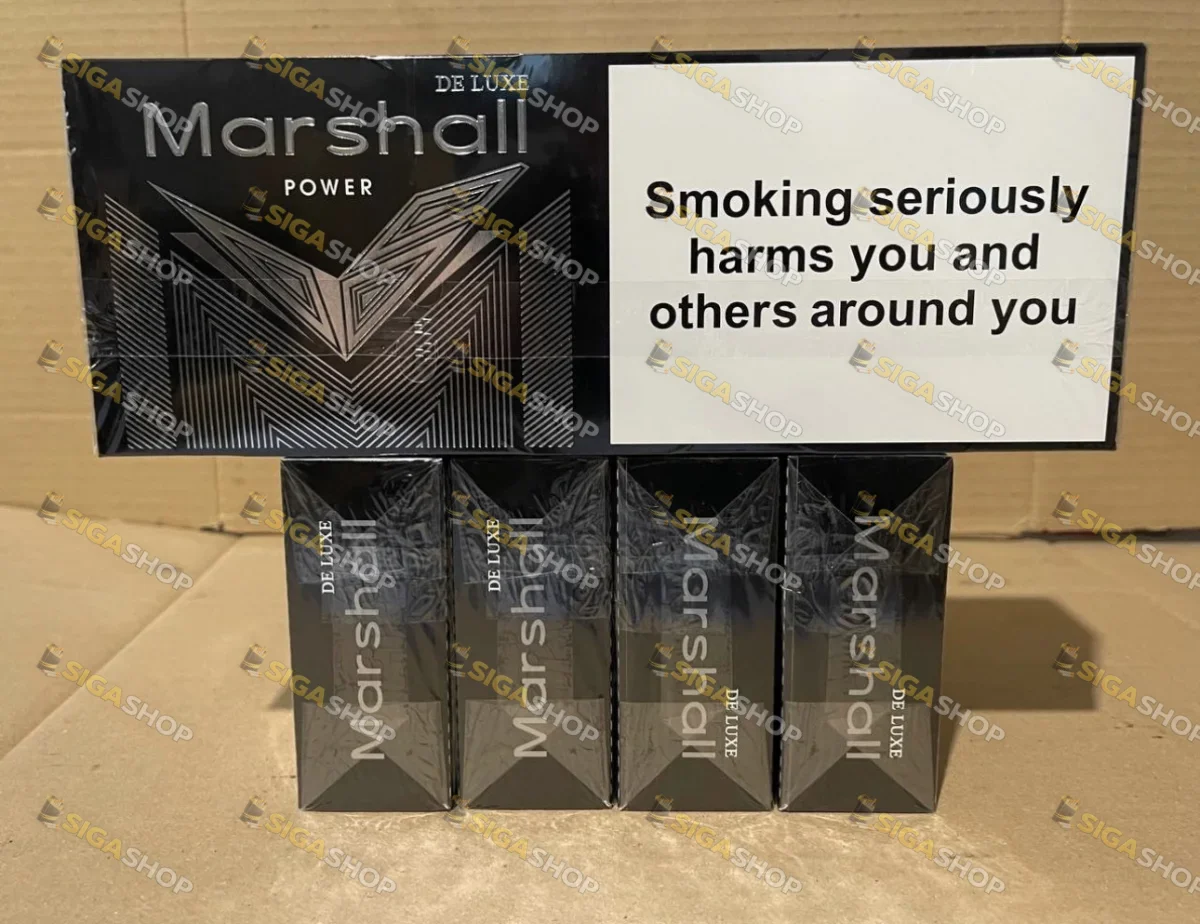 DE LUXE
Marshall
POWER
Smoking seriously
harms you and
others around you
DE LUXE
Marshall
DE LUXE
Marshall
Marshall
DE LUXE
Marshall
DE LUXE
SIGASHOP